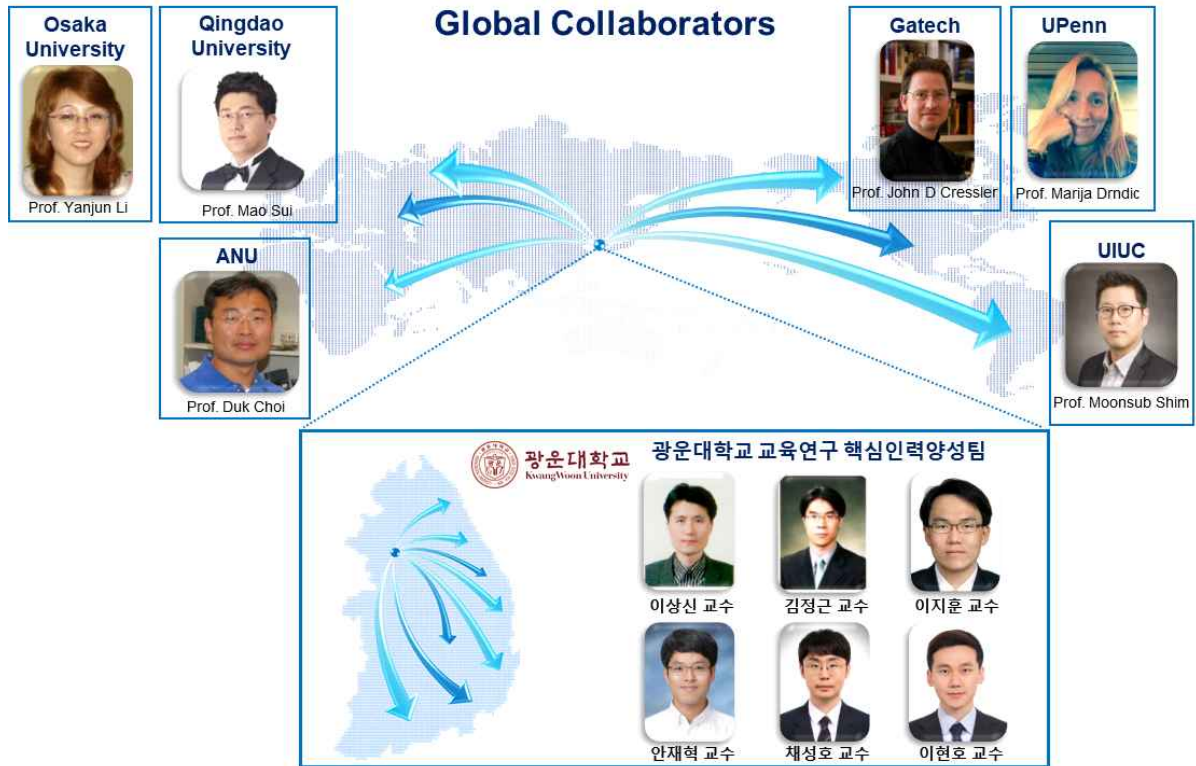 Global Collaborators
Osaka
University
Prof. Yanjun Li
Qingdao
University
Prof. Mao Sui
ANU
Prof. Duk Choi
Gatech
Prof. John D Cressler
UPenn
Prof. Marija Drndic
UIUC
Prof. Moonsub Shim
광운대학교
KwangWoon University
광운대학교 교육연구 핵심인력양성팀
이상신 교수
김정근 교수
이지훈 교수
안재혁 교수
채성호 교수
이현호 교수